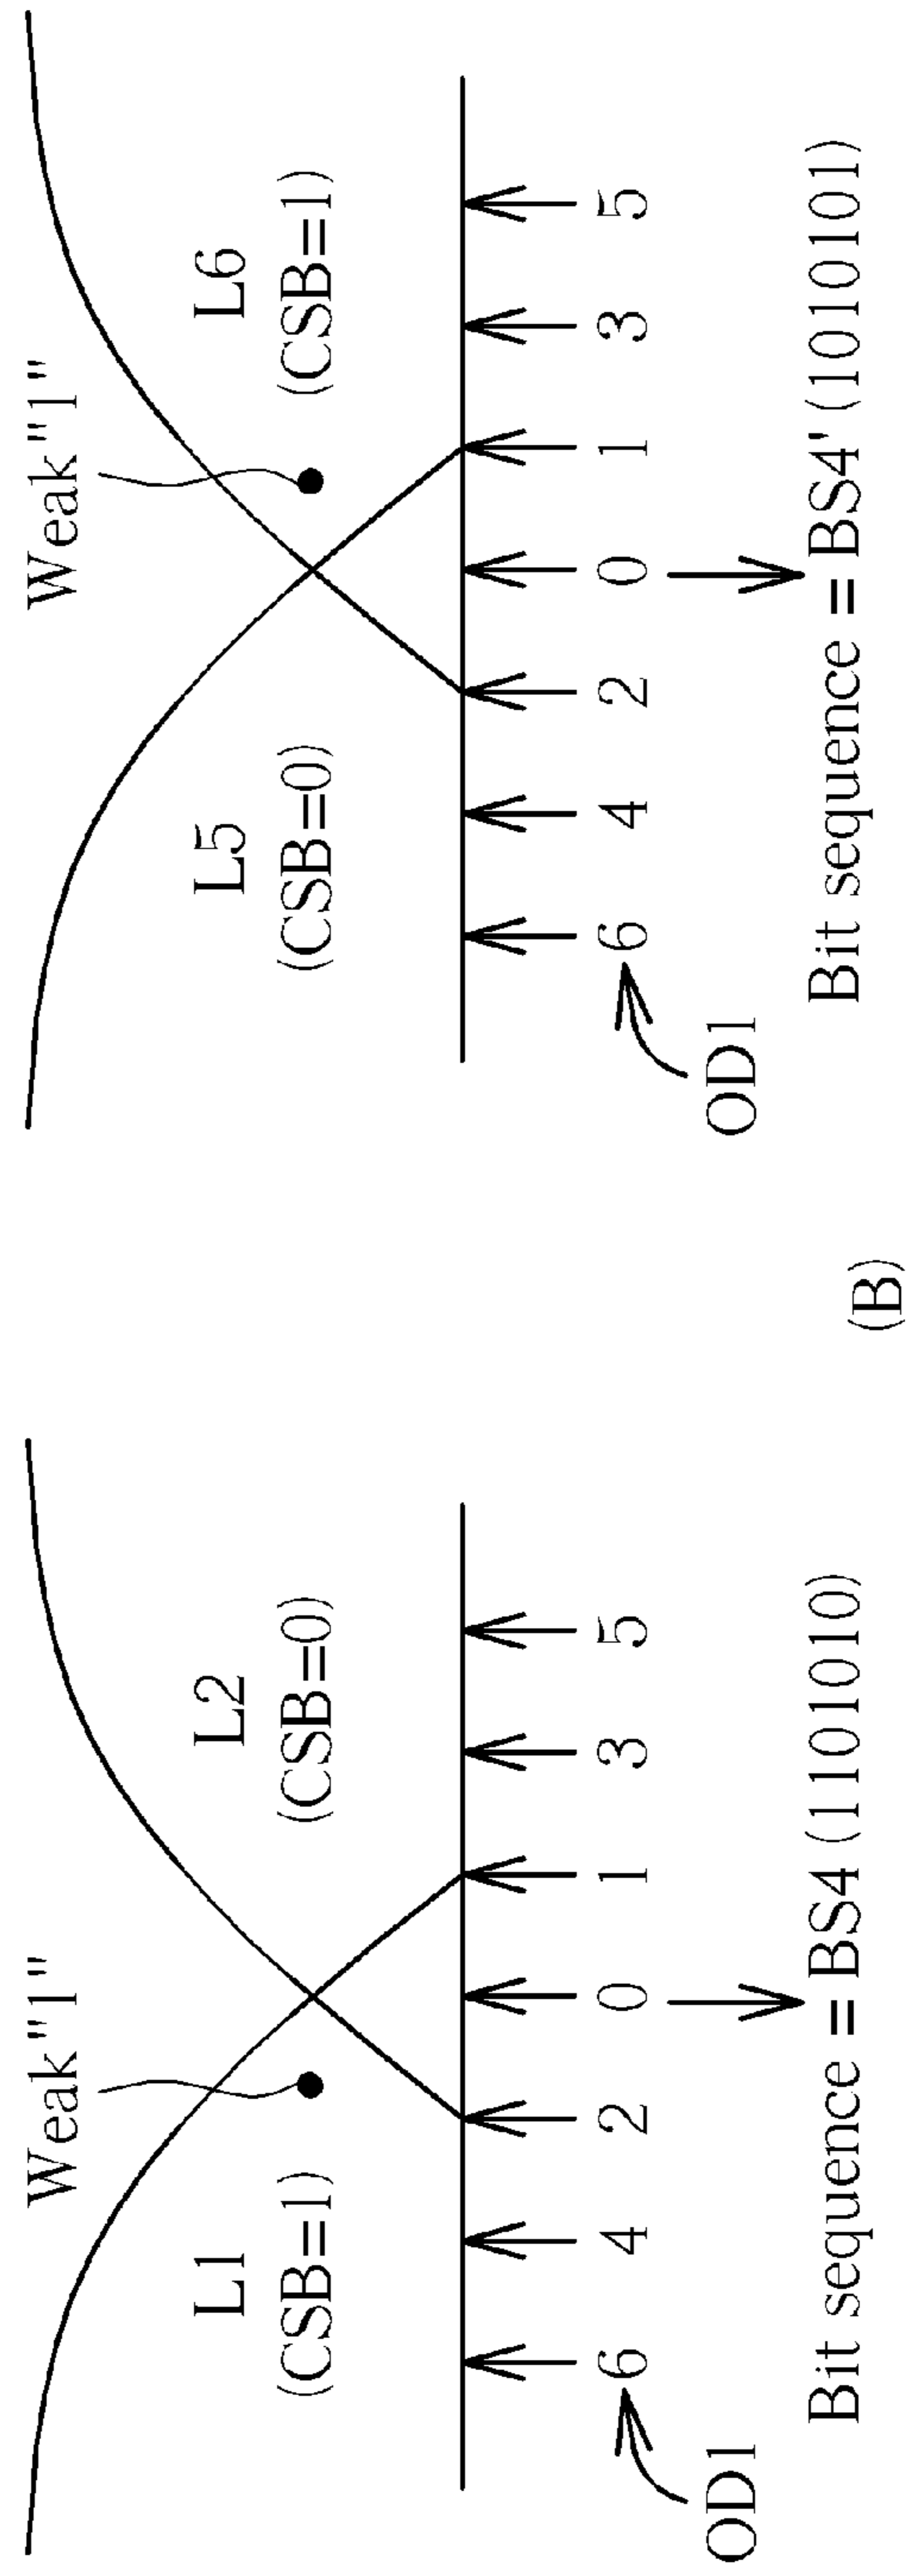 Weak "1"
L1
(CSB=1)
L2
(CSB=0)
6 4 2 0 1 3 5
OD1
Bit sequence = BS4 (1101010)
Weak "1"
L5
(CSB=0)
L6
(CSB=1)
6 4 2 0 1 3 5
OD1
Bit sequence = BS4' (1010101)
(B)